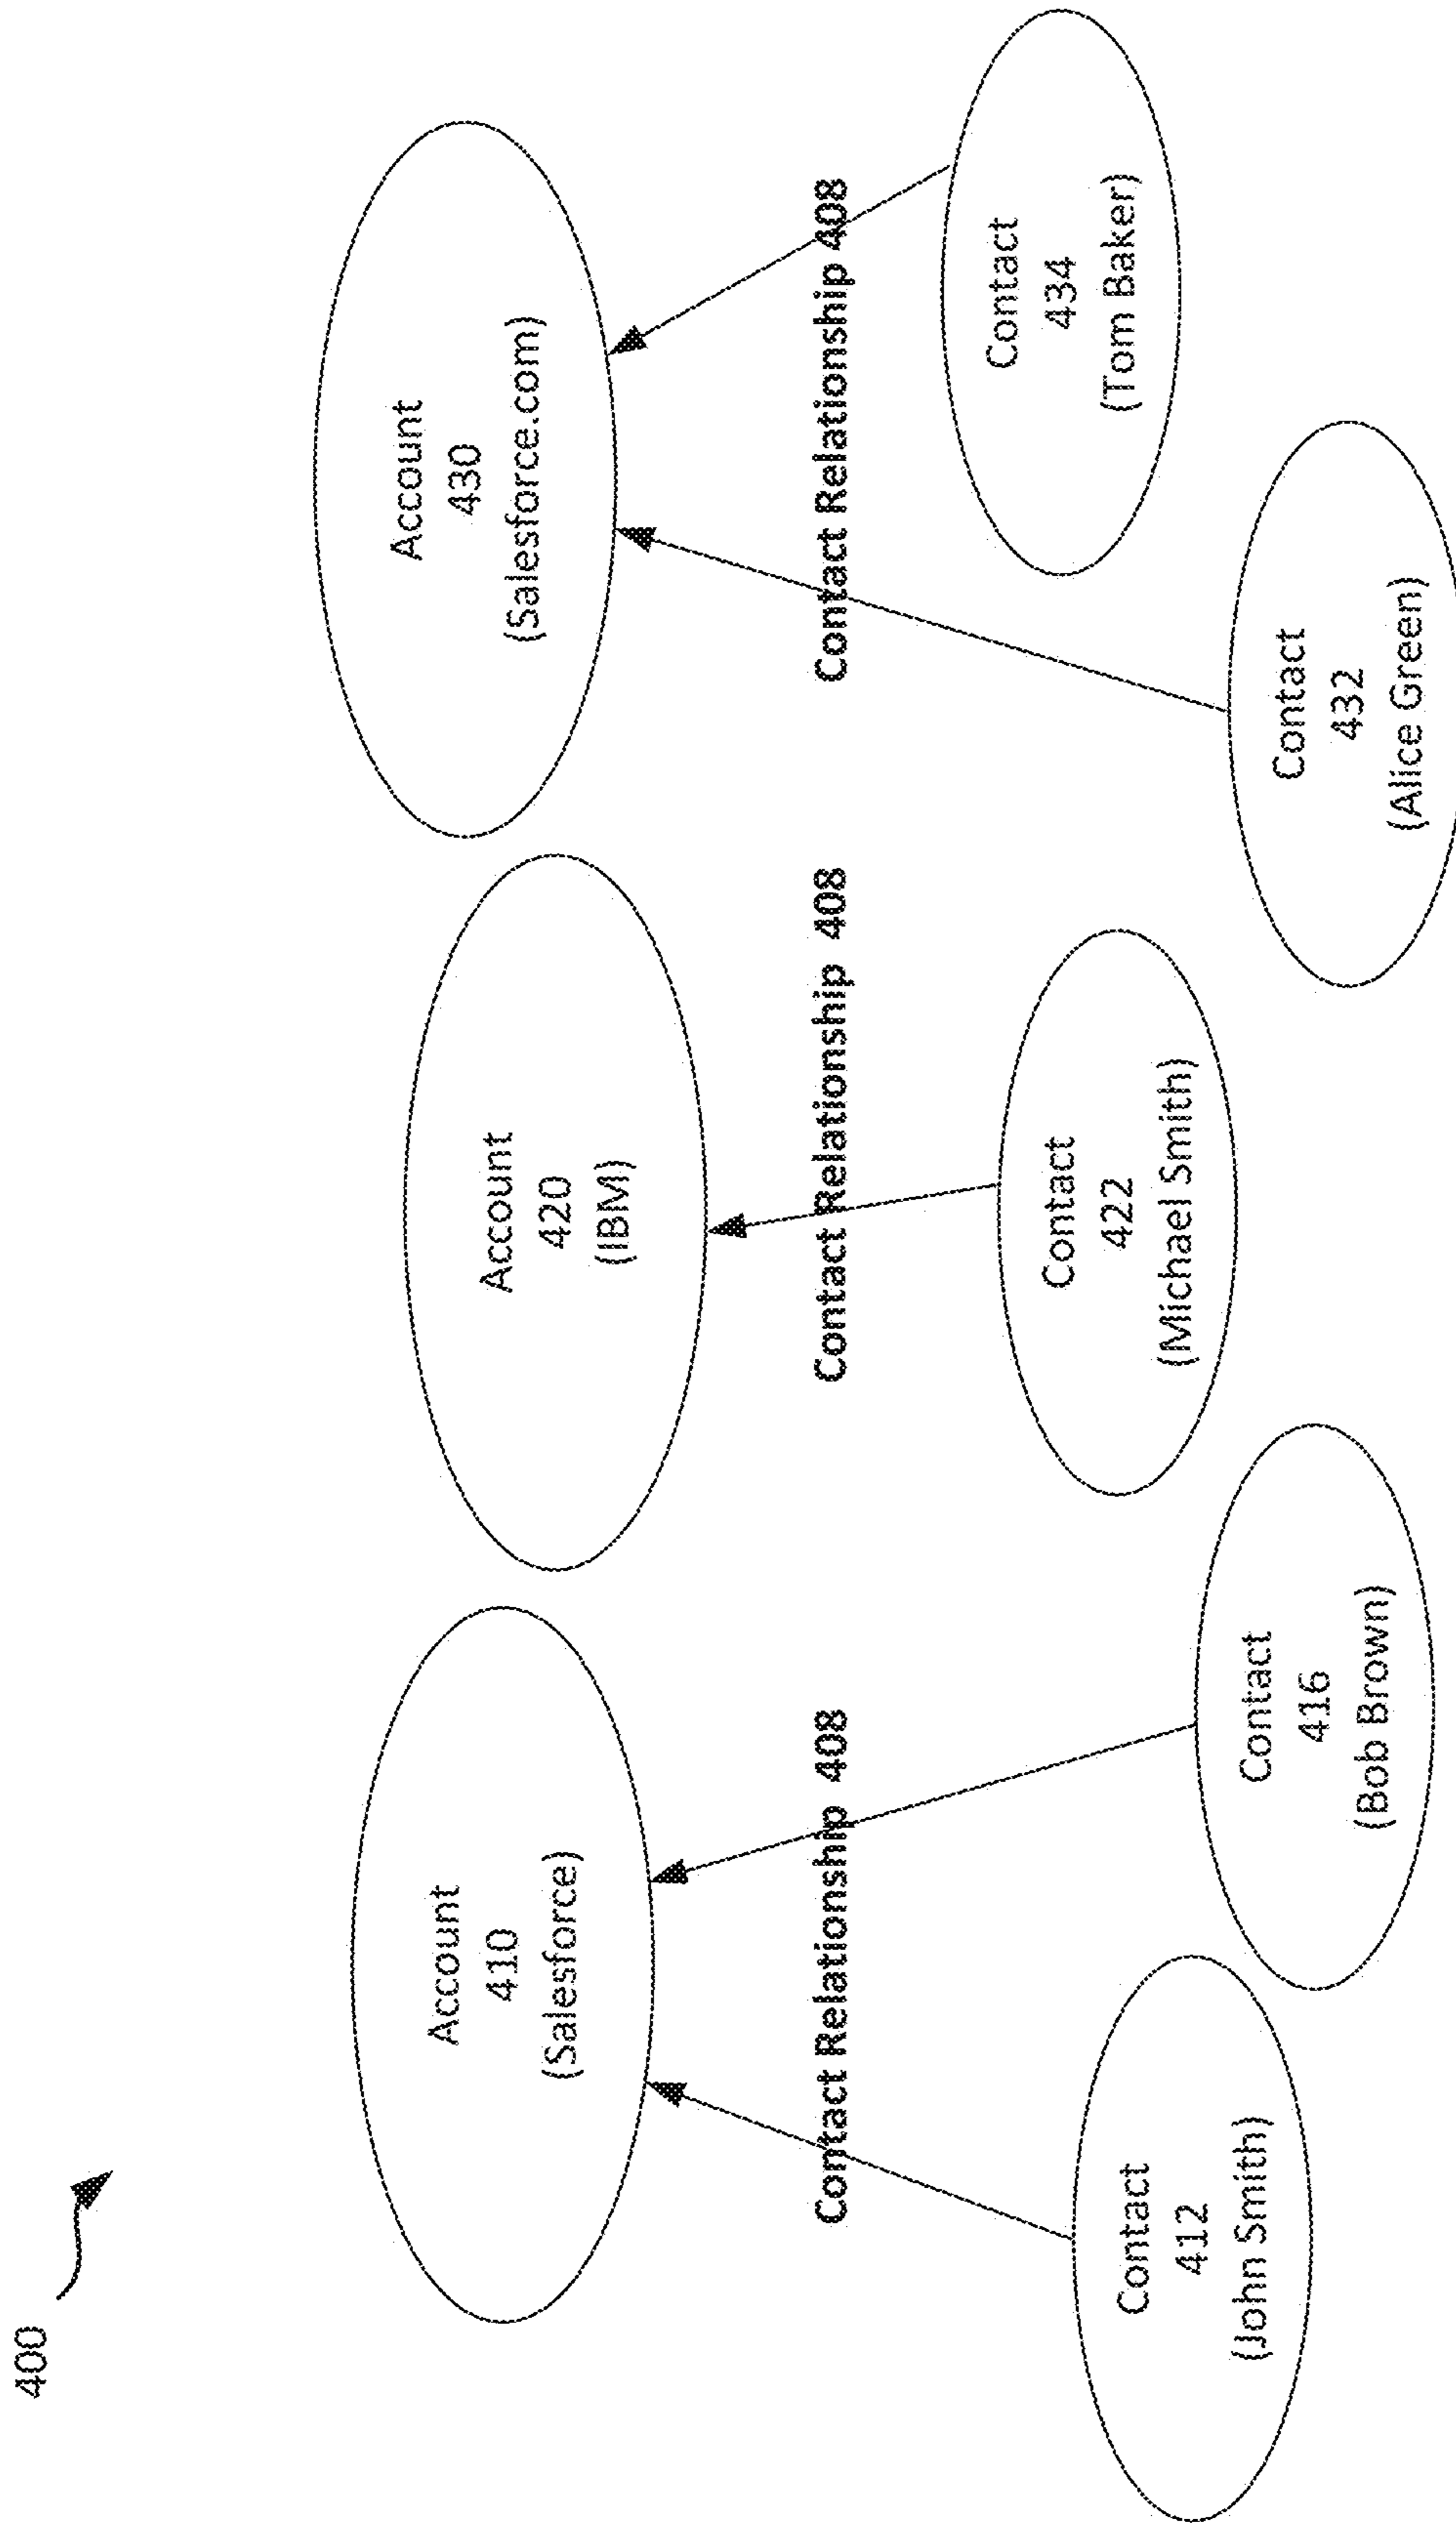 400
Account
410
(Salesforce)
Account
420
(IBM)
Account
430
(Salesforce.com)
Contact Relationship 408
Contact Relationship 408
Contact Relationship 408
Contact
412
(John Smith)
Contact
416
(Bob Brown)
Contact
422
(Michael Smith)
Contact
432
(Alice Green)
Contact
434
(Tom Baker)